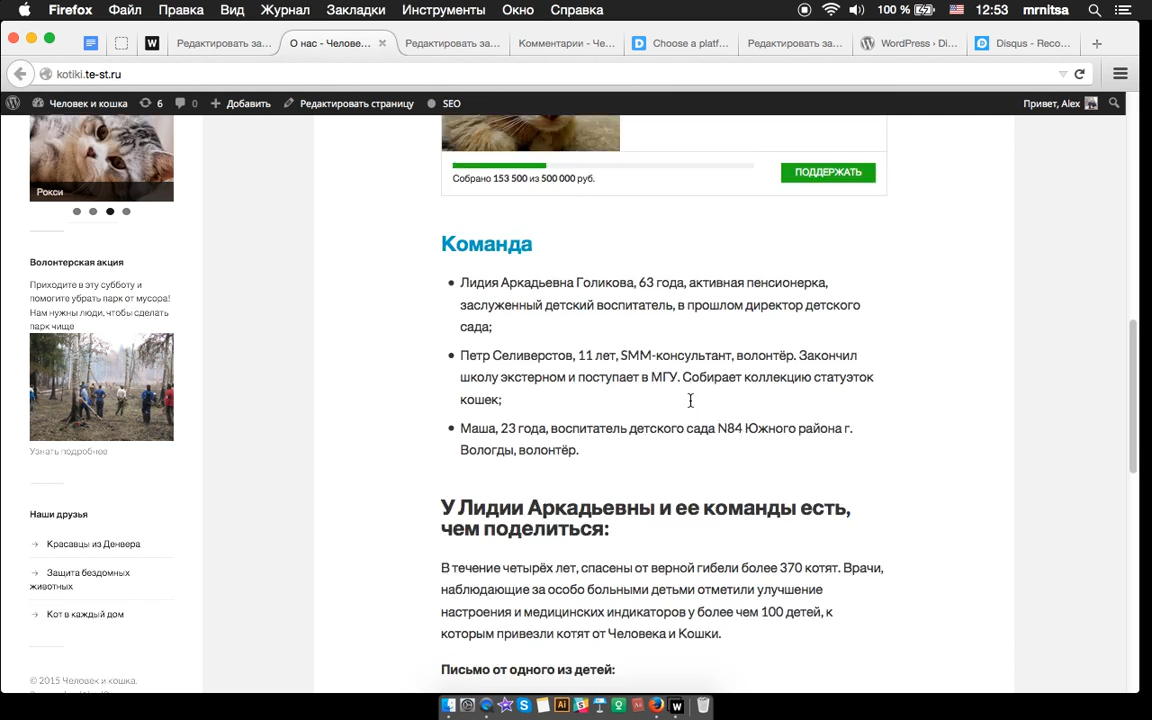 Firefox Файл Правка Вид Журнал Закладки Инструменты Окно Справка 100 % 12:53 mrnitsa
W Редактировать за... О нас - Челове... Редактировать за... Комментарии - Че... Choose a platf... Редактировать за... WordPress › Di... Disqus - Reco...
kotiki.te-st.ru
Человек и кошка 6 0 Добавить Редактировать страницу SEO Привет, Alex
Рокси
Волонтерская акция
Приходите в эту субботу и
помогите убрать парк от мусора!
Нам нужны люди, чтобы сделать
парк чище
Узнать подробнее
Наши друзья
→ Красавцы из Денвера
→ Защита бездомных
животных
→ Кот в каждый дом
© 2015 Человек и кошка.
Собрано 153 500 из 500 000 руб. ПОДДЕРЖАТЬ
Команда
• Лидия Аркадьевна Голикова, 63 года, активная пенсионерка,
заслуженный детский воспитатель, в прошлом директор детского
сада;
• Петр Селиверстов, 11 лет, SMM-консультант, волонтёр. Закончил
школу экстерном и поступает в МГУ. Собирает коллекцию статуэток
кошек;
• Маша, 23 года, воспитатель детского сада N84 Южного района г.
Вологды, волонтёр.
У Лидии Аркадьевны и ее команды есть,
чем поделиться:
В течение четырёх лет, спасены от верной гибели более 370 котят. Врачи,
наблюдающие за особо больными детьми отметили улучшение
настроения и медицинских индикаторов у более чем 100 детей, к
которым привезли котят от Человека и Кошки.
Письмо от одного из детей: